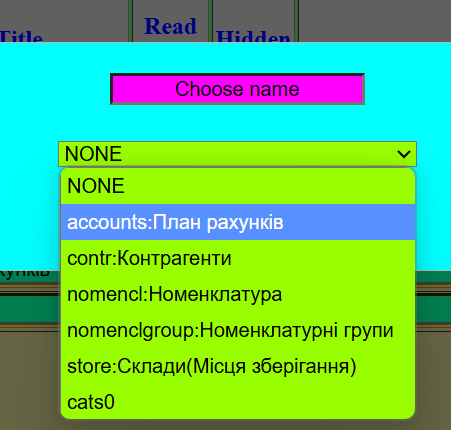 Read
Title
Hidden
Choose name
NONE
NONE
accounts:План рахунків
contr:Контрагенти
nomencl:Номенклатура
nomenclgroup:Номенклатурні групи
store:Склади(Місця зберігання)
cats0